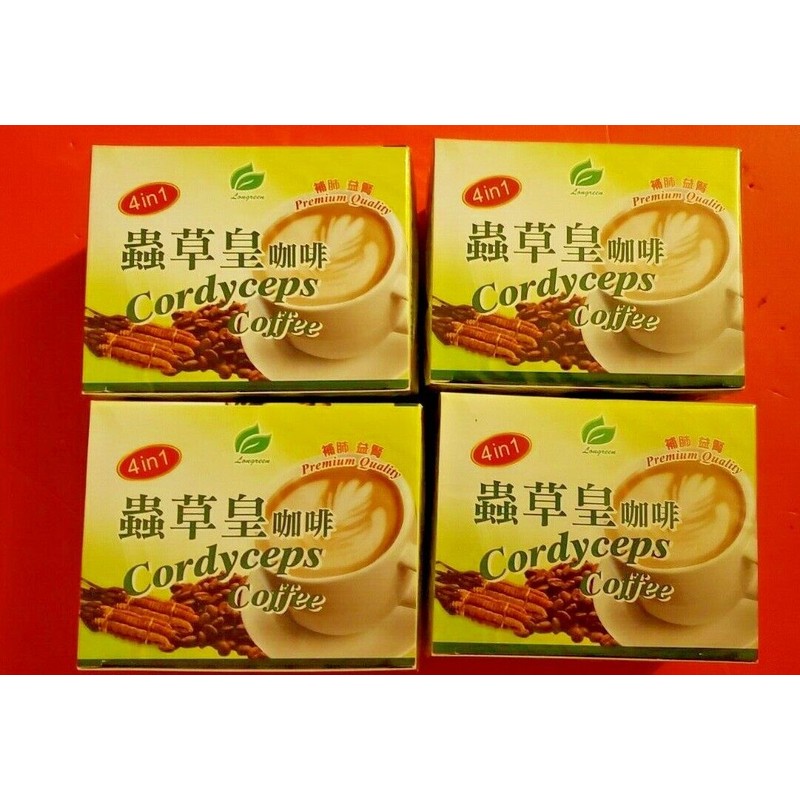 4in1
Longreen
補肺 益腎
Premium Quality
蟲草皇咖啡
Cordyceps
Coffee
4in1
Longreen
補肺 益腎
Premium Quality
蟲草皇咖啡
Cordyceps
Coffee
4in1
Longreen
補肺 益腎
Premium Quality
蟲草皇咖啡
Cordyceps
Coffee
4in1
Longreen
補肺 益腎
Premium Quality
蟲草皇咖啡
Cordyceps
Coffee